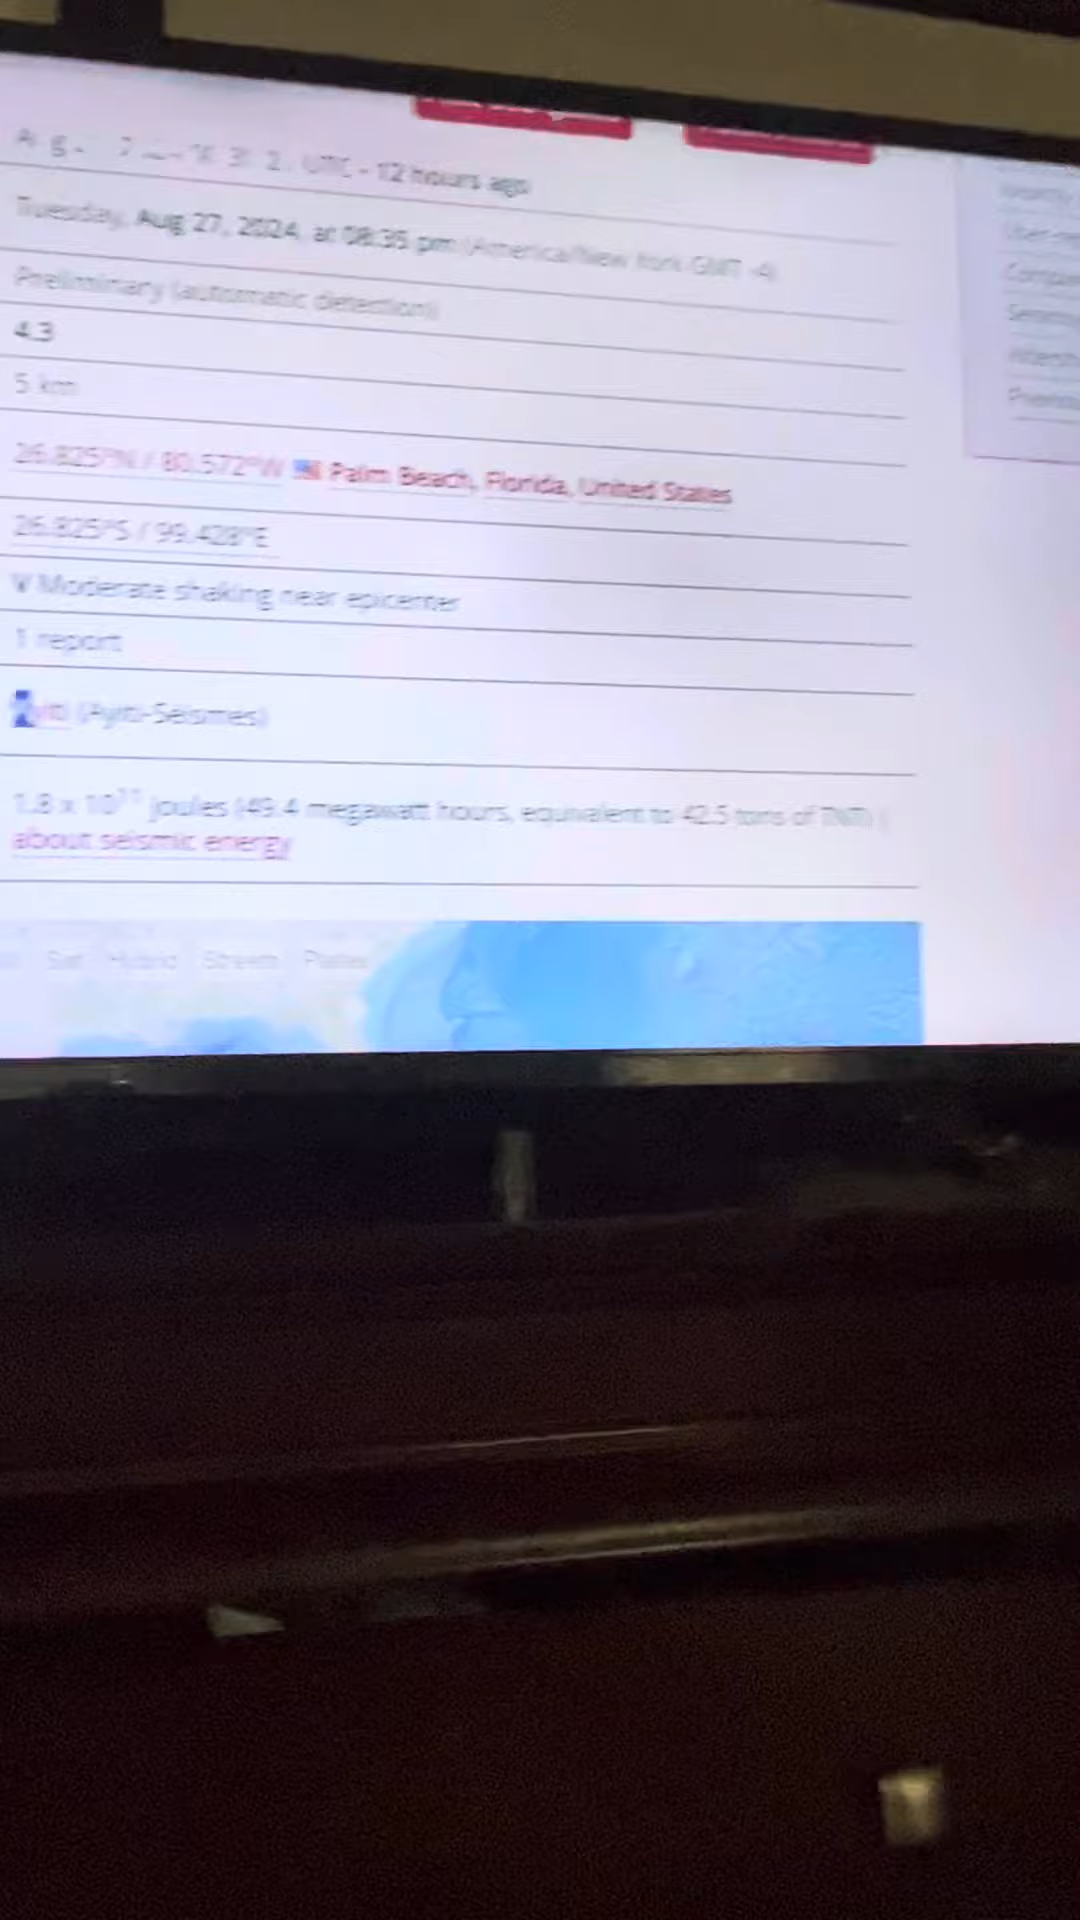 UTC - 12 hours ago
Tuesday, Aug 27, 2024, at 08:35 pm (America/New York GMT -4)
Preliminary (automatic detection)
4.3
5 km
26.825°N / 80.572°W Palm Beach, Florida, United States
26.825°S / 99.428°E
V Moderate shaking near epicenter
1 report
(Ayiti-Seismes)
1.8 x 10¹¹ joules (49.4 megawatt hours, equivalent to 42.5 tons of TNT) |
about seismic energy
Sat Hybrid Streets Plates